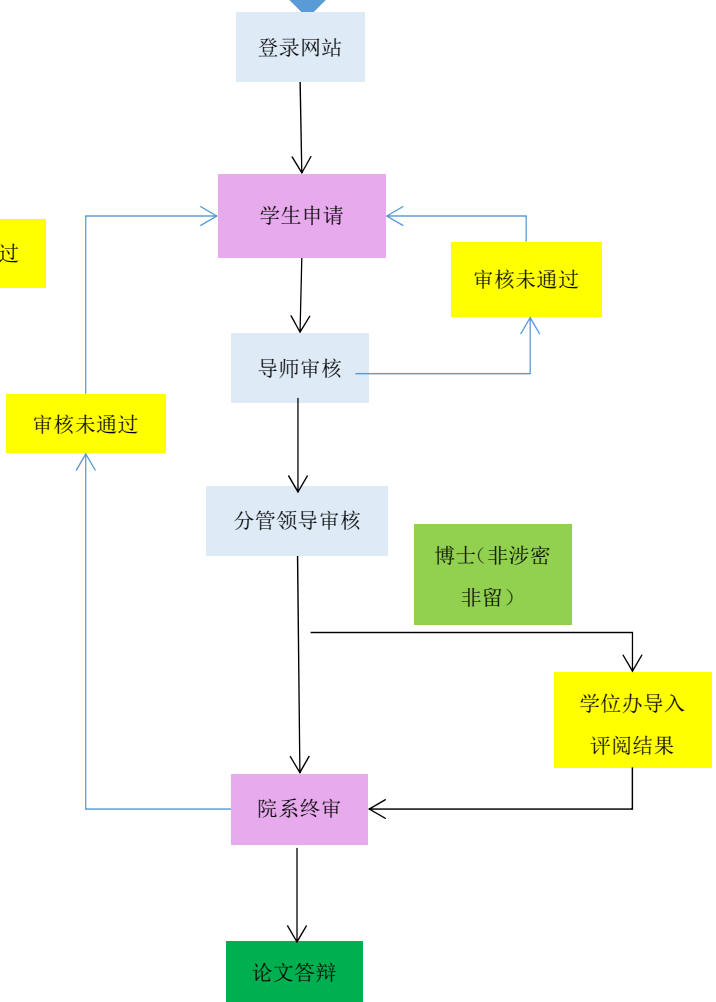 登录网站
学生申请
过
审核未通过
导师审核
审核未通过
分管领导审核
博士（非涉密
非留）
学位办导入
评阅结果
院系终审
论文答辩